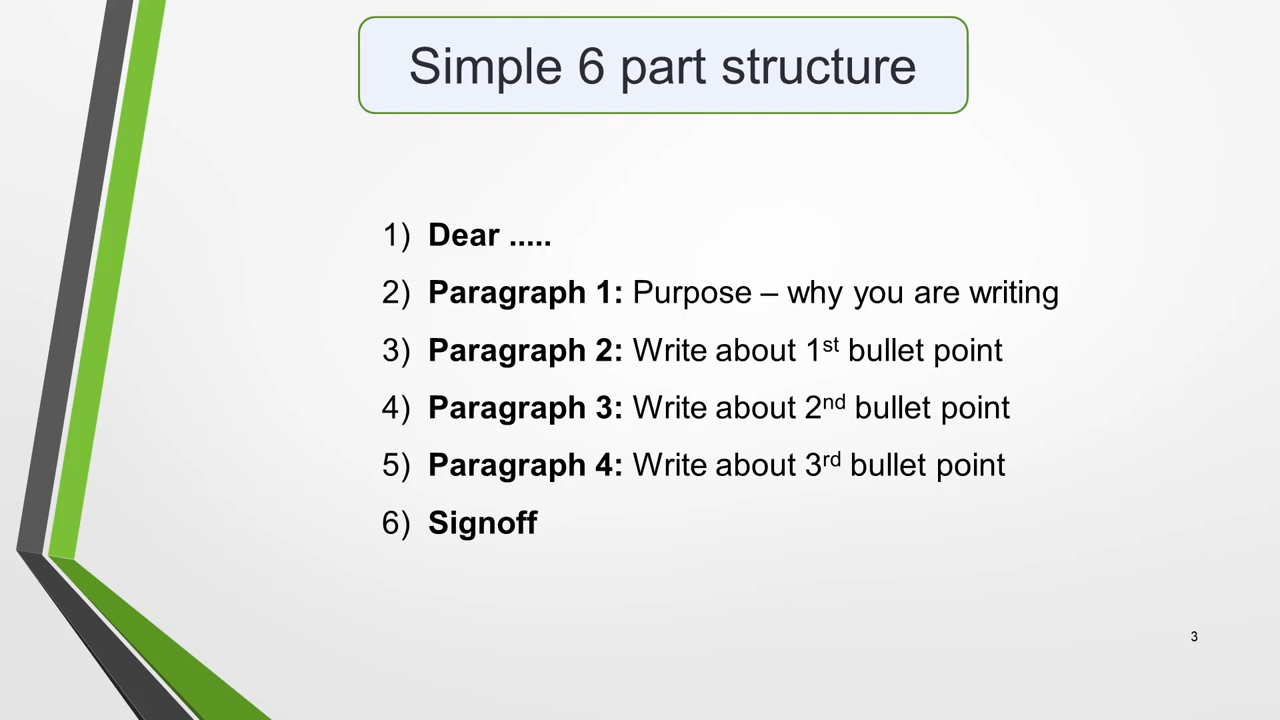 Simple 6 part structure
1) Dear .....
2) Paragraph 1: Purpose – why you are writing
3) Paragraph 2: Write about 1st bullet point
4) Paragraph 3: Write about 2nd bullet point
5) Paragraph 4: Write about 3rd bullet point
6) Signoff
3